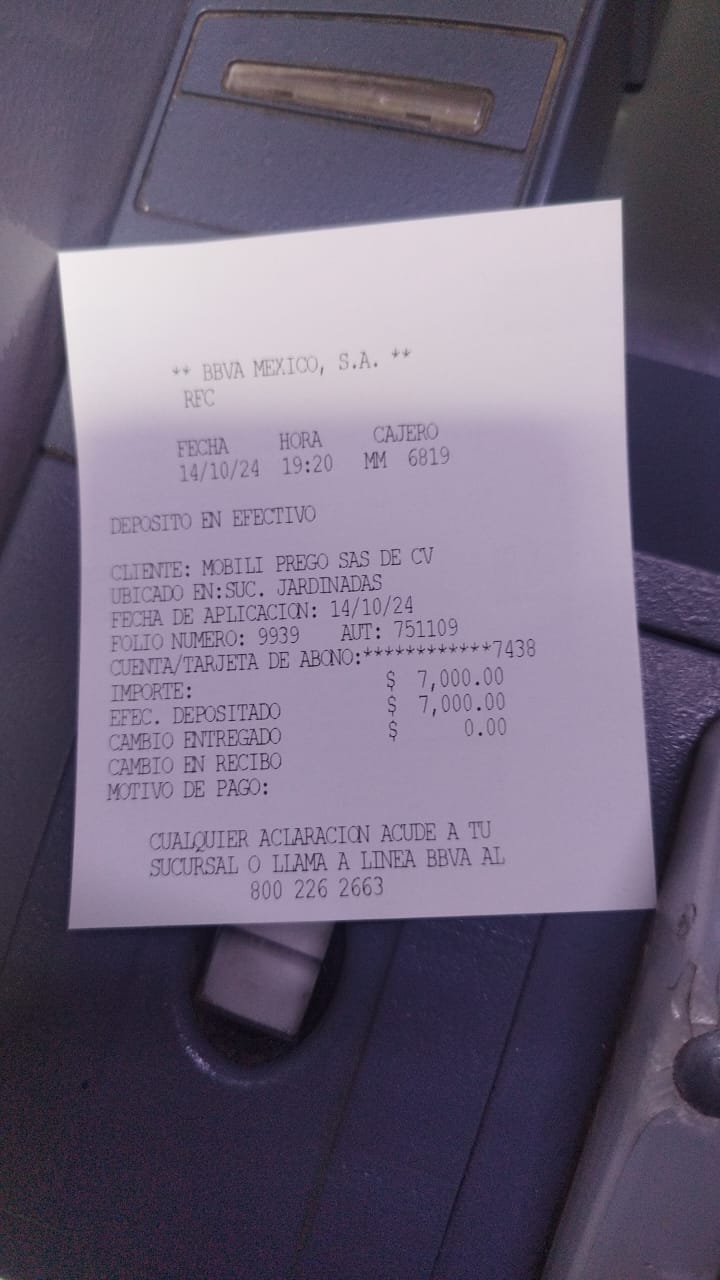 ** BBVA MEXICO, S.A. **
RFC
FECHA HORA CAJERO
14/10/24 19:20 MM 6819
DEPOSITO EN EFECTIVO
CLIENTE: MOBILI PREGO SAS DE CV
UBICADO EN:SUC. JARDINADAS
FECHA DE APLICACION: 14/10/24
FOLIO NUMERO: 9939 AUT: 751109
CUENTA/TARJETA DE ABONO:************7438
IMPORTE: $ 7,000.00
EFEC. DEPOSITADO $ 7,000.00
CAMBIO ENTREGADO $ 0.00
CAMBIO EN RECIBO
MOTIVO DE PAGO:
CUALQUIER ACLARACION ACUDE A TU
SUCURSAL O LLAMA A LINEA BBVA AL
800 226 2663